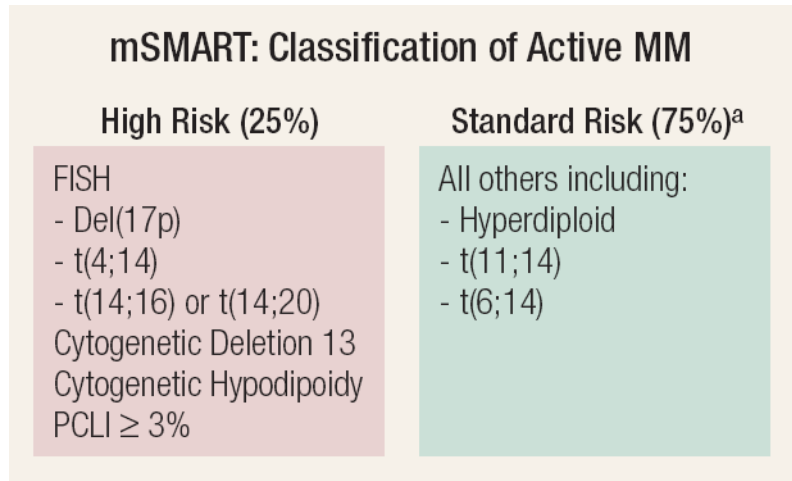 mSMART: Classification of Active MM
High Risk (25%)
FISH
- Del(17p)
- t(4;14)
- t(14;16) or t(14;20)
Cytogenetic Deletion 13
Cytogenetic Hypodipoidy
PCLI ≥ 3%
Standard Risk (75%)ᵃ
All others including:
- Hyperdiploid
- t(11;14)
- t(6;14)